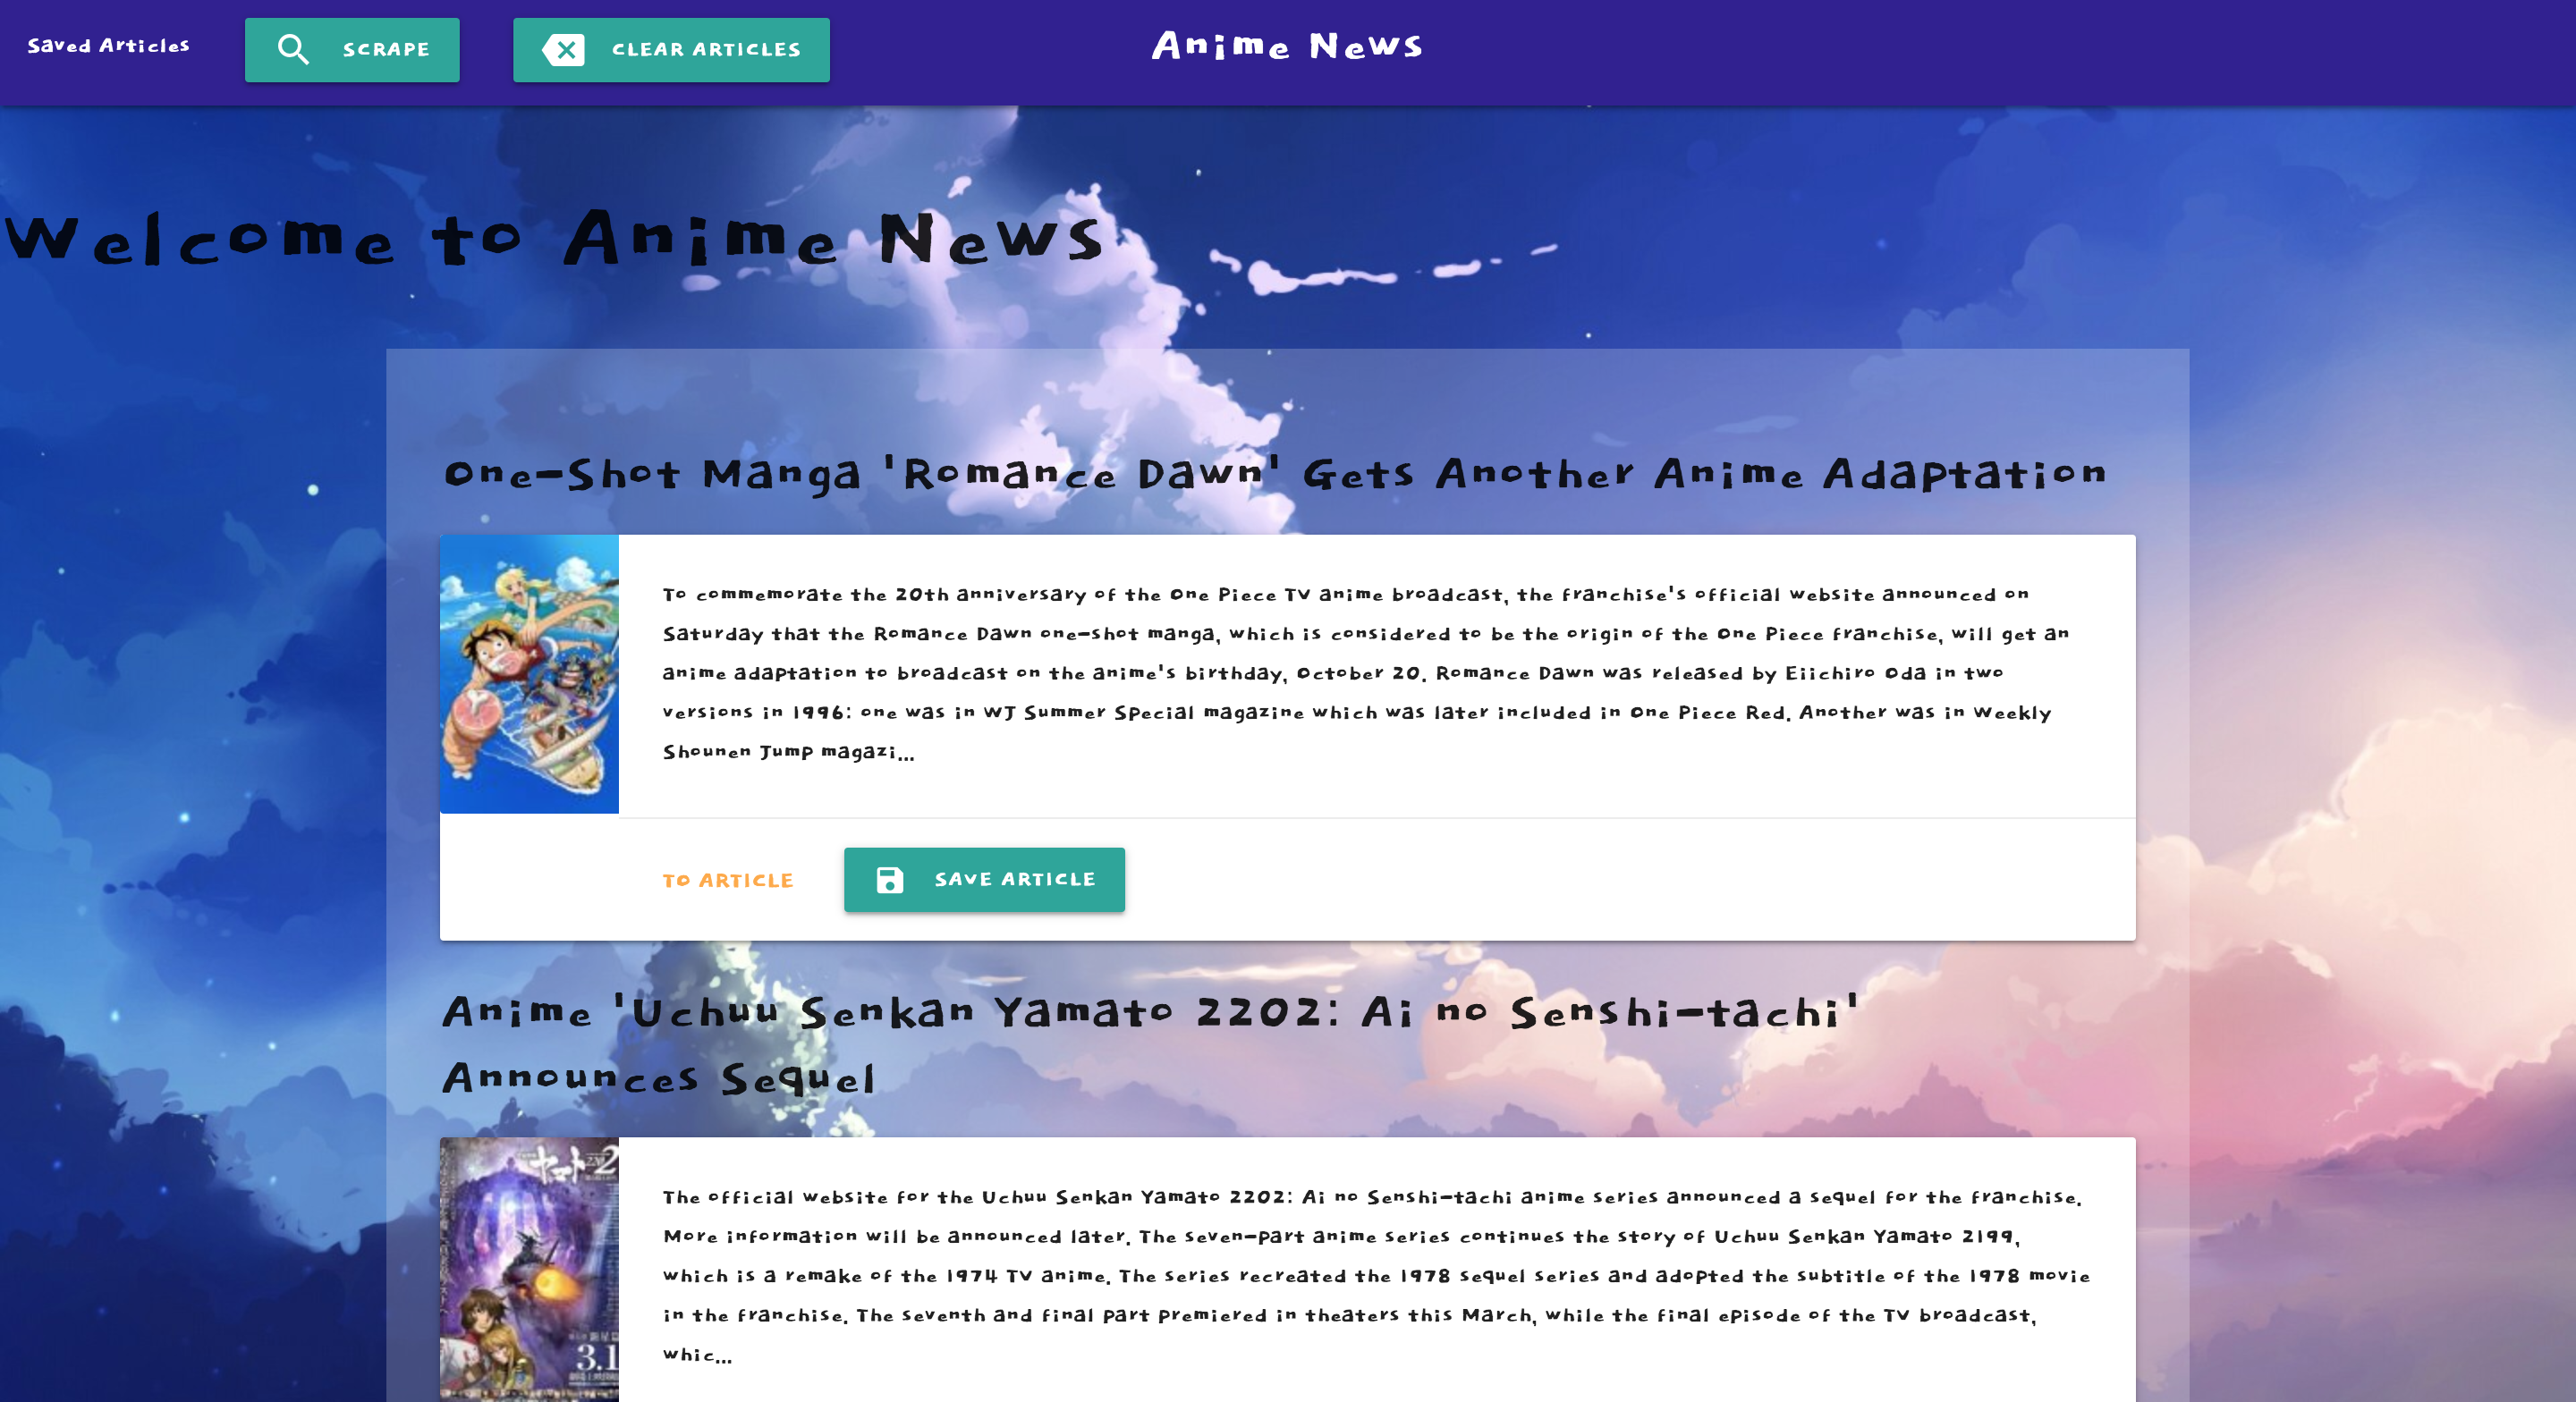 Saved Articles
SCRAPE
CLEAR ARTICLES
Anime News
Welcome to Anime News
One-Shot Manga 'Romance Dawn' Gets Another Anime Adaptation
To commemorate the 20th anniversary of the One Piece TV anime broadcast, the franchise's official website announced on
Saturday that the Romance Dawn one-shot manga, which is considered to be the origin of the One Piece franchise, will get an
anime adaptation to broadcast on the anime's birthday, October 20. Romance Dawn was released by Eiichiro Oda in two
versions in 1996: one was in WJ Summer Special magazine which was later included in One Piece Red. Another was in Weekly
Shounen Jump magazi...
TO ARTICLE
SAVE ARTICLE
Anime 'Uchuu Senkan Yamato 2202: Ai no Senshi-tachi'
Announces Sequel
ヤマト
The official website for the Uchuu Senkan Yamato 2202: Ai no Senshi-tachi anime series announced a sequel for the franchise.
More information will be announced later. The seven-part anime series continues the story of Uchuu Senkan Yamato 2199,
which is a remake of the 1974 TV anime. The series recreated the 1978 sequel series and adopted the subtitle of the 1978 movie
in the franchise. The seventh and final part premiered in theaters this March, while the final episode of the TV broadcast,
whic...
3.1